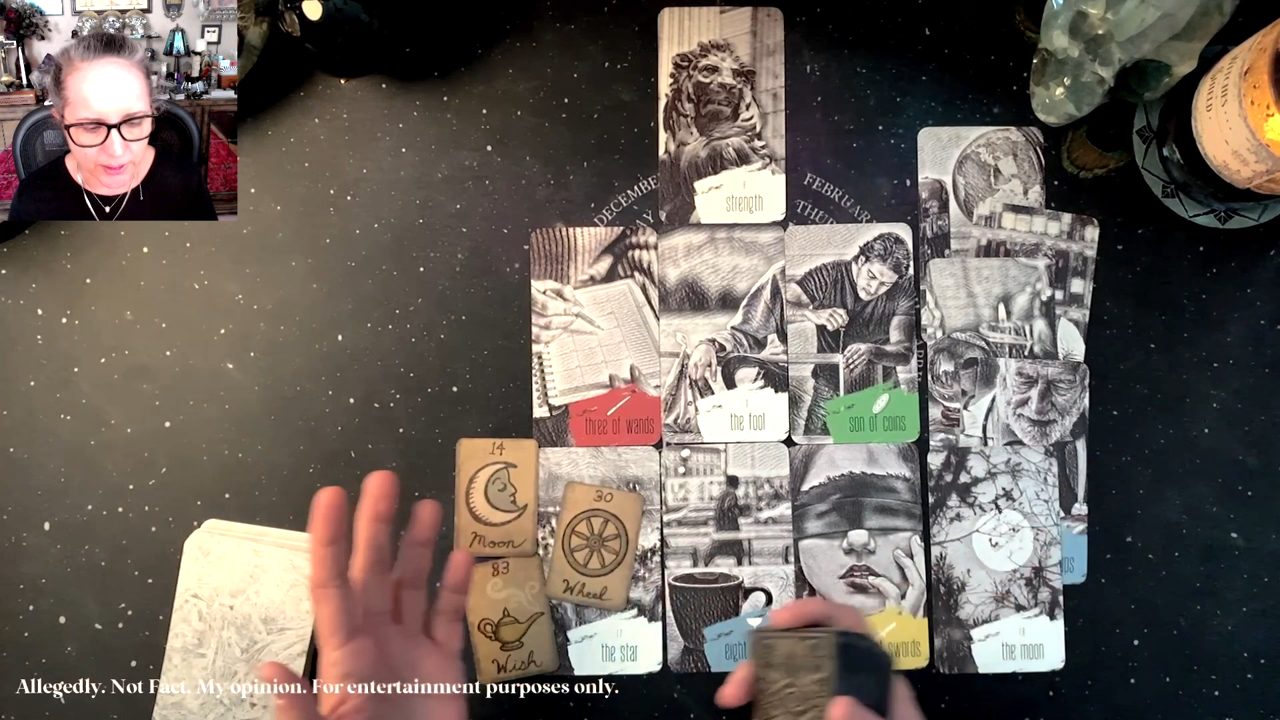 strength
DECEMBER
FEBRUARY
three of wands
the fool
son of coins
14
Moon
30
Wheel
83
Wish
the star
eight
swords
the moon
Allegedly. Not Fact. My opinion. For entertainment purposes only.